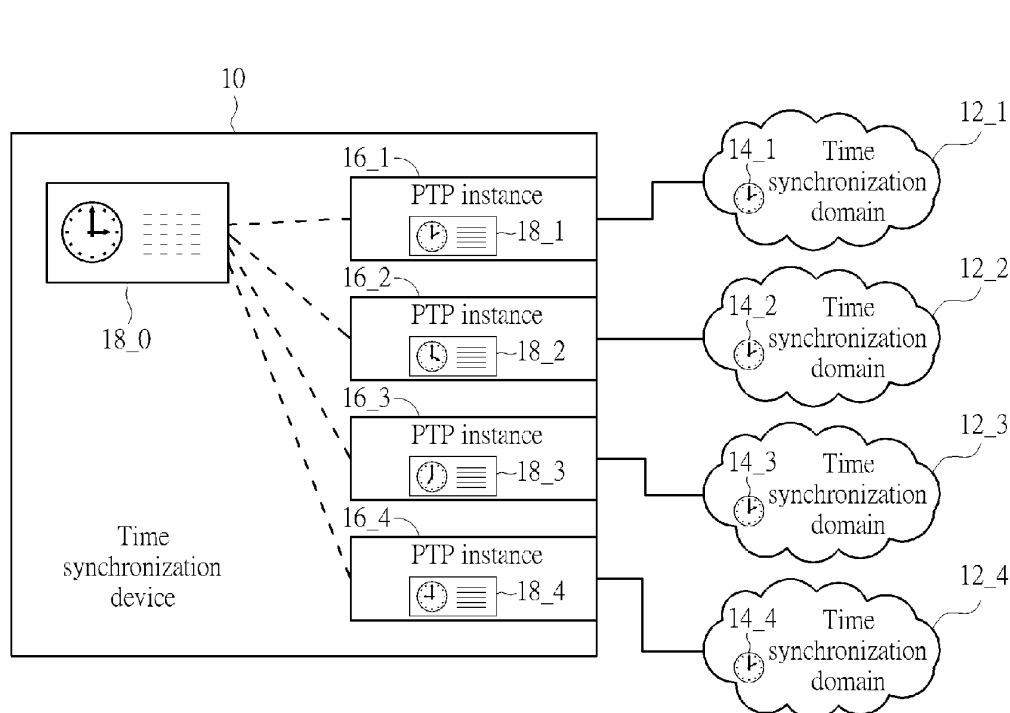 10
18_0
Time
synchronization
device
16_1
PTP instance
18_1
16_2
PTP instance
18_2
16_3
PTP instance
18_3
16_4
PTP instance
18_4
12_1
14_1
Time
synchronization
domain
12_2
14_2
Time
synchronization
domain
12_3
14_3
Time
synchronization
domain
12_4
14_4
Time
synchronization
domain